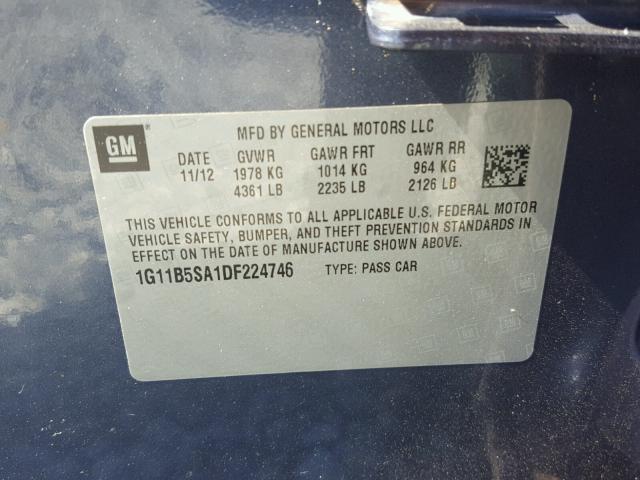 GM
MFD BY GENERAL MOTORS LLC
DATE GVWR GAWR FRT GAWR RR
11/12 1978 KG 1014 KG 964 KG
4361 LB 2235 LB 2126 LB
THIS VEHICLE CONFORMS TO ALL APPLICABLE U.S. FEDERAL MOTOR
VEHICLE SAFETY, BUMPER, AND THEFT PREVENTION STANDARDS IN
EFFECT ON THE DATE OF MANUFACTURE SHOWN ABOVE.
1G11B5SA1DF224746 TYPE: PASS CAR